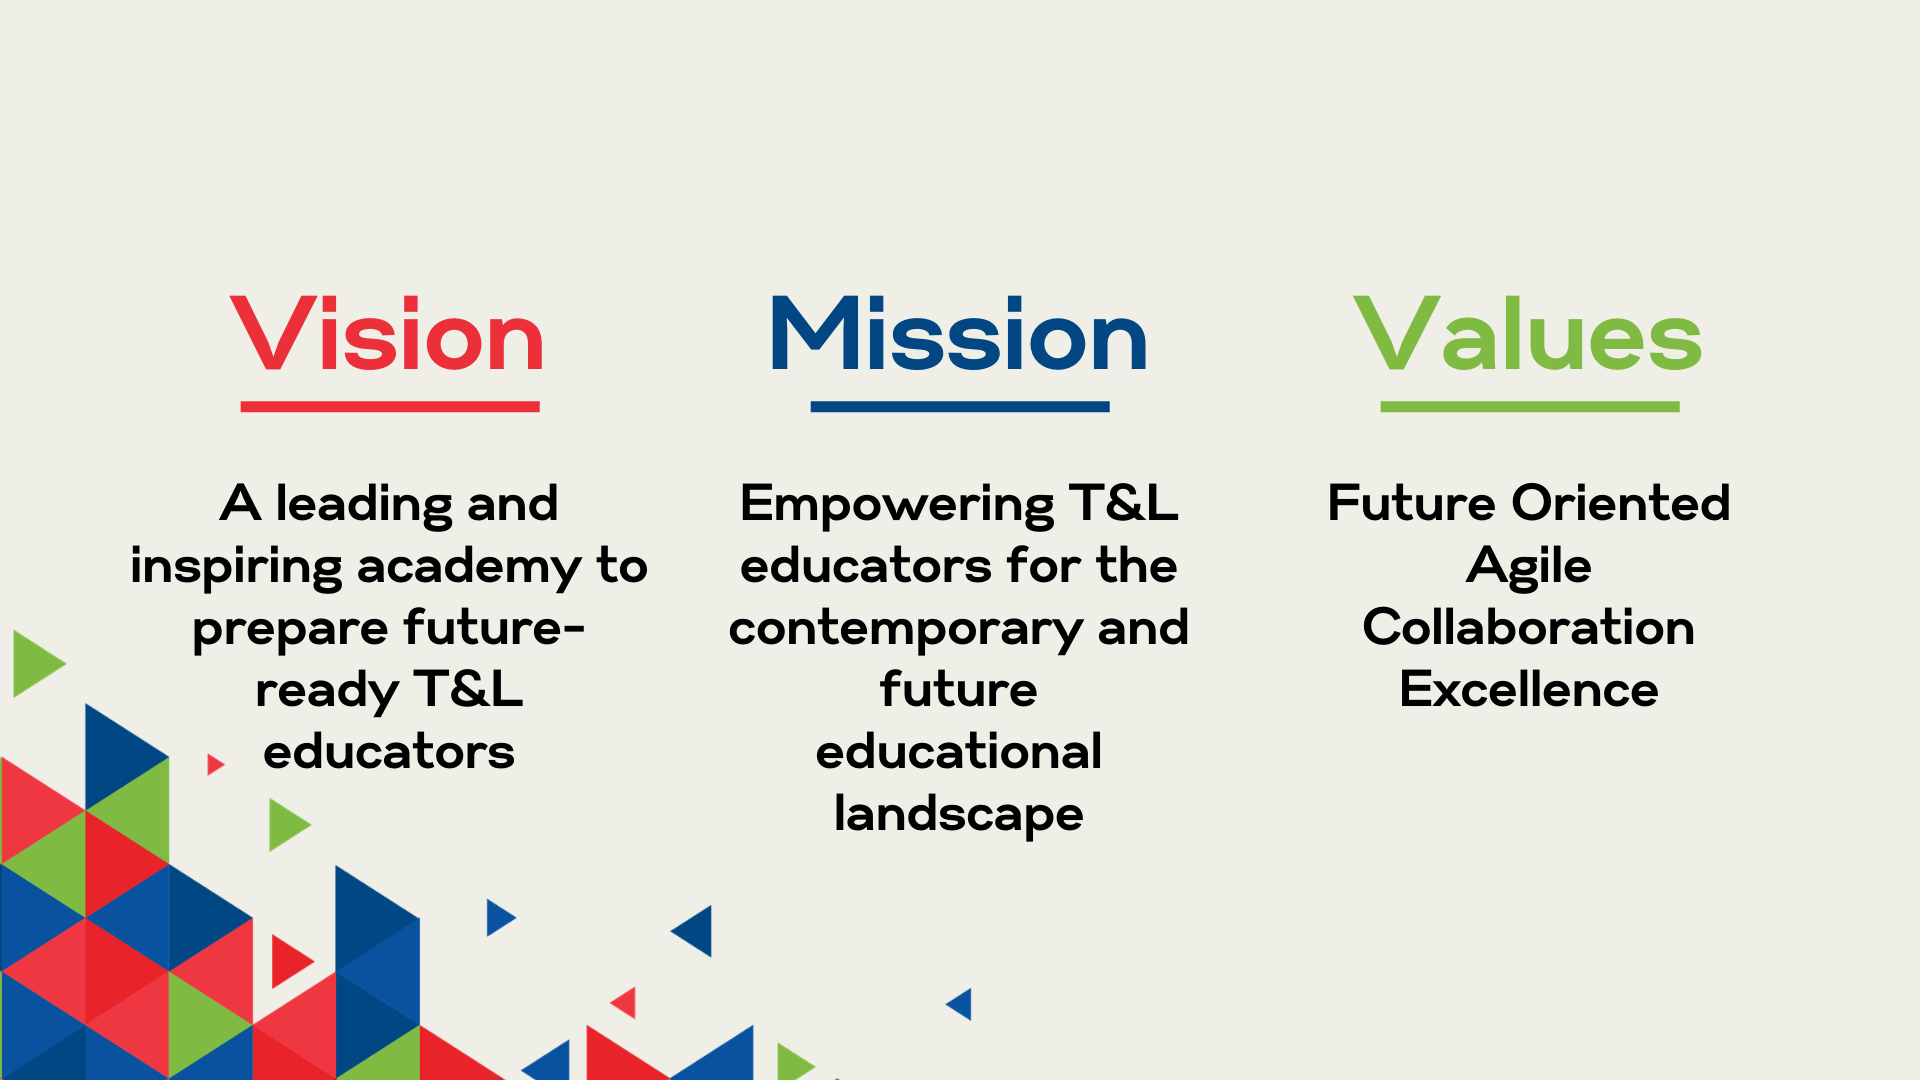 Vision
A leading and
inspiring academy to
prepare future-
ready T&L
educators
Mission
Empowering T&L
educators for the
contemporary and
future
educational
landscape
Values
Future Oriented
Agile
Collaboration
Excellence